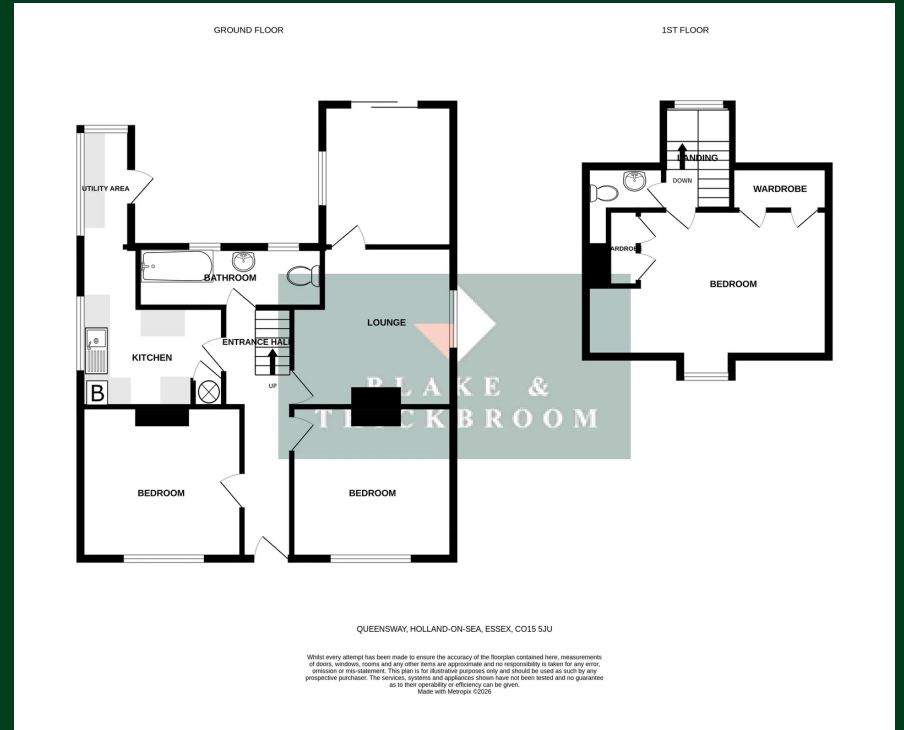 GROUND FLOOR
1ST FLOOR
UTILITY AREA
LANDING
DOWN
WARDROBE
BATHROOM
BEDROOM
LOUNGE
ENTRANCE HALL
KITCHEN
UP
B
BLAKE &
THICKBROOM
BEDROOM
BEDROOM
QUEENSWAY, HOLLAND-ON-SEA, ESSEX, CO15 5JU
Whilst every attempt has been made to ensure the accuracy of the floorplan contained here, measurements
of doors, windows, rooms and any other items are approximate and no responsibility is taken for any error,
omission or mis-statement. This plan is for illustrative purposes only and should be used as such by any
prospective purchaser. The services, systems and appliances shown have not been tested and no guarantee
as to their operability or efficiency can be given.
Made with Metropix ©2026